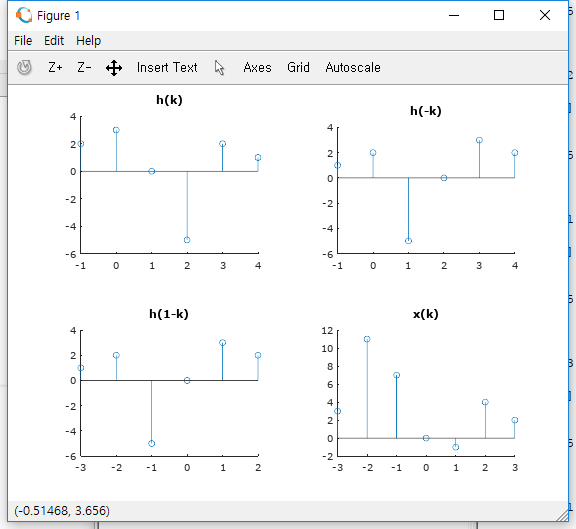 Figure 1
File Edit Help
Z+ Z- Insert Text Axes Grid Autoscale
h(k)
4
2
0
-2
-4
-6
-1 0 1 2 3 4
h(-k)
4
2
0
-2
-4
-6
-1 0 1 2 3 4
h(1-k)
4
2
0
-2
-4
-6
-3 -2 -1 0 1 2
x(k)
12
10
8
6
4
2
0
-2
-3 -2 -1 0 1 2 3
(-0.51468, 3.656)